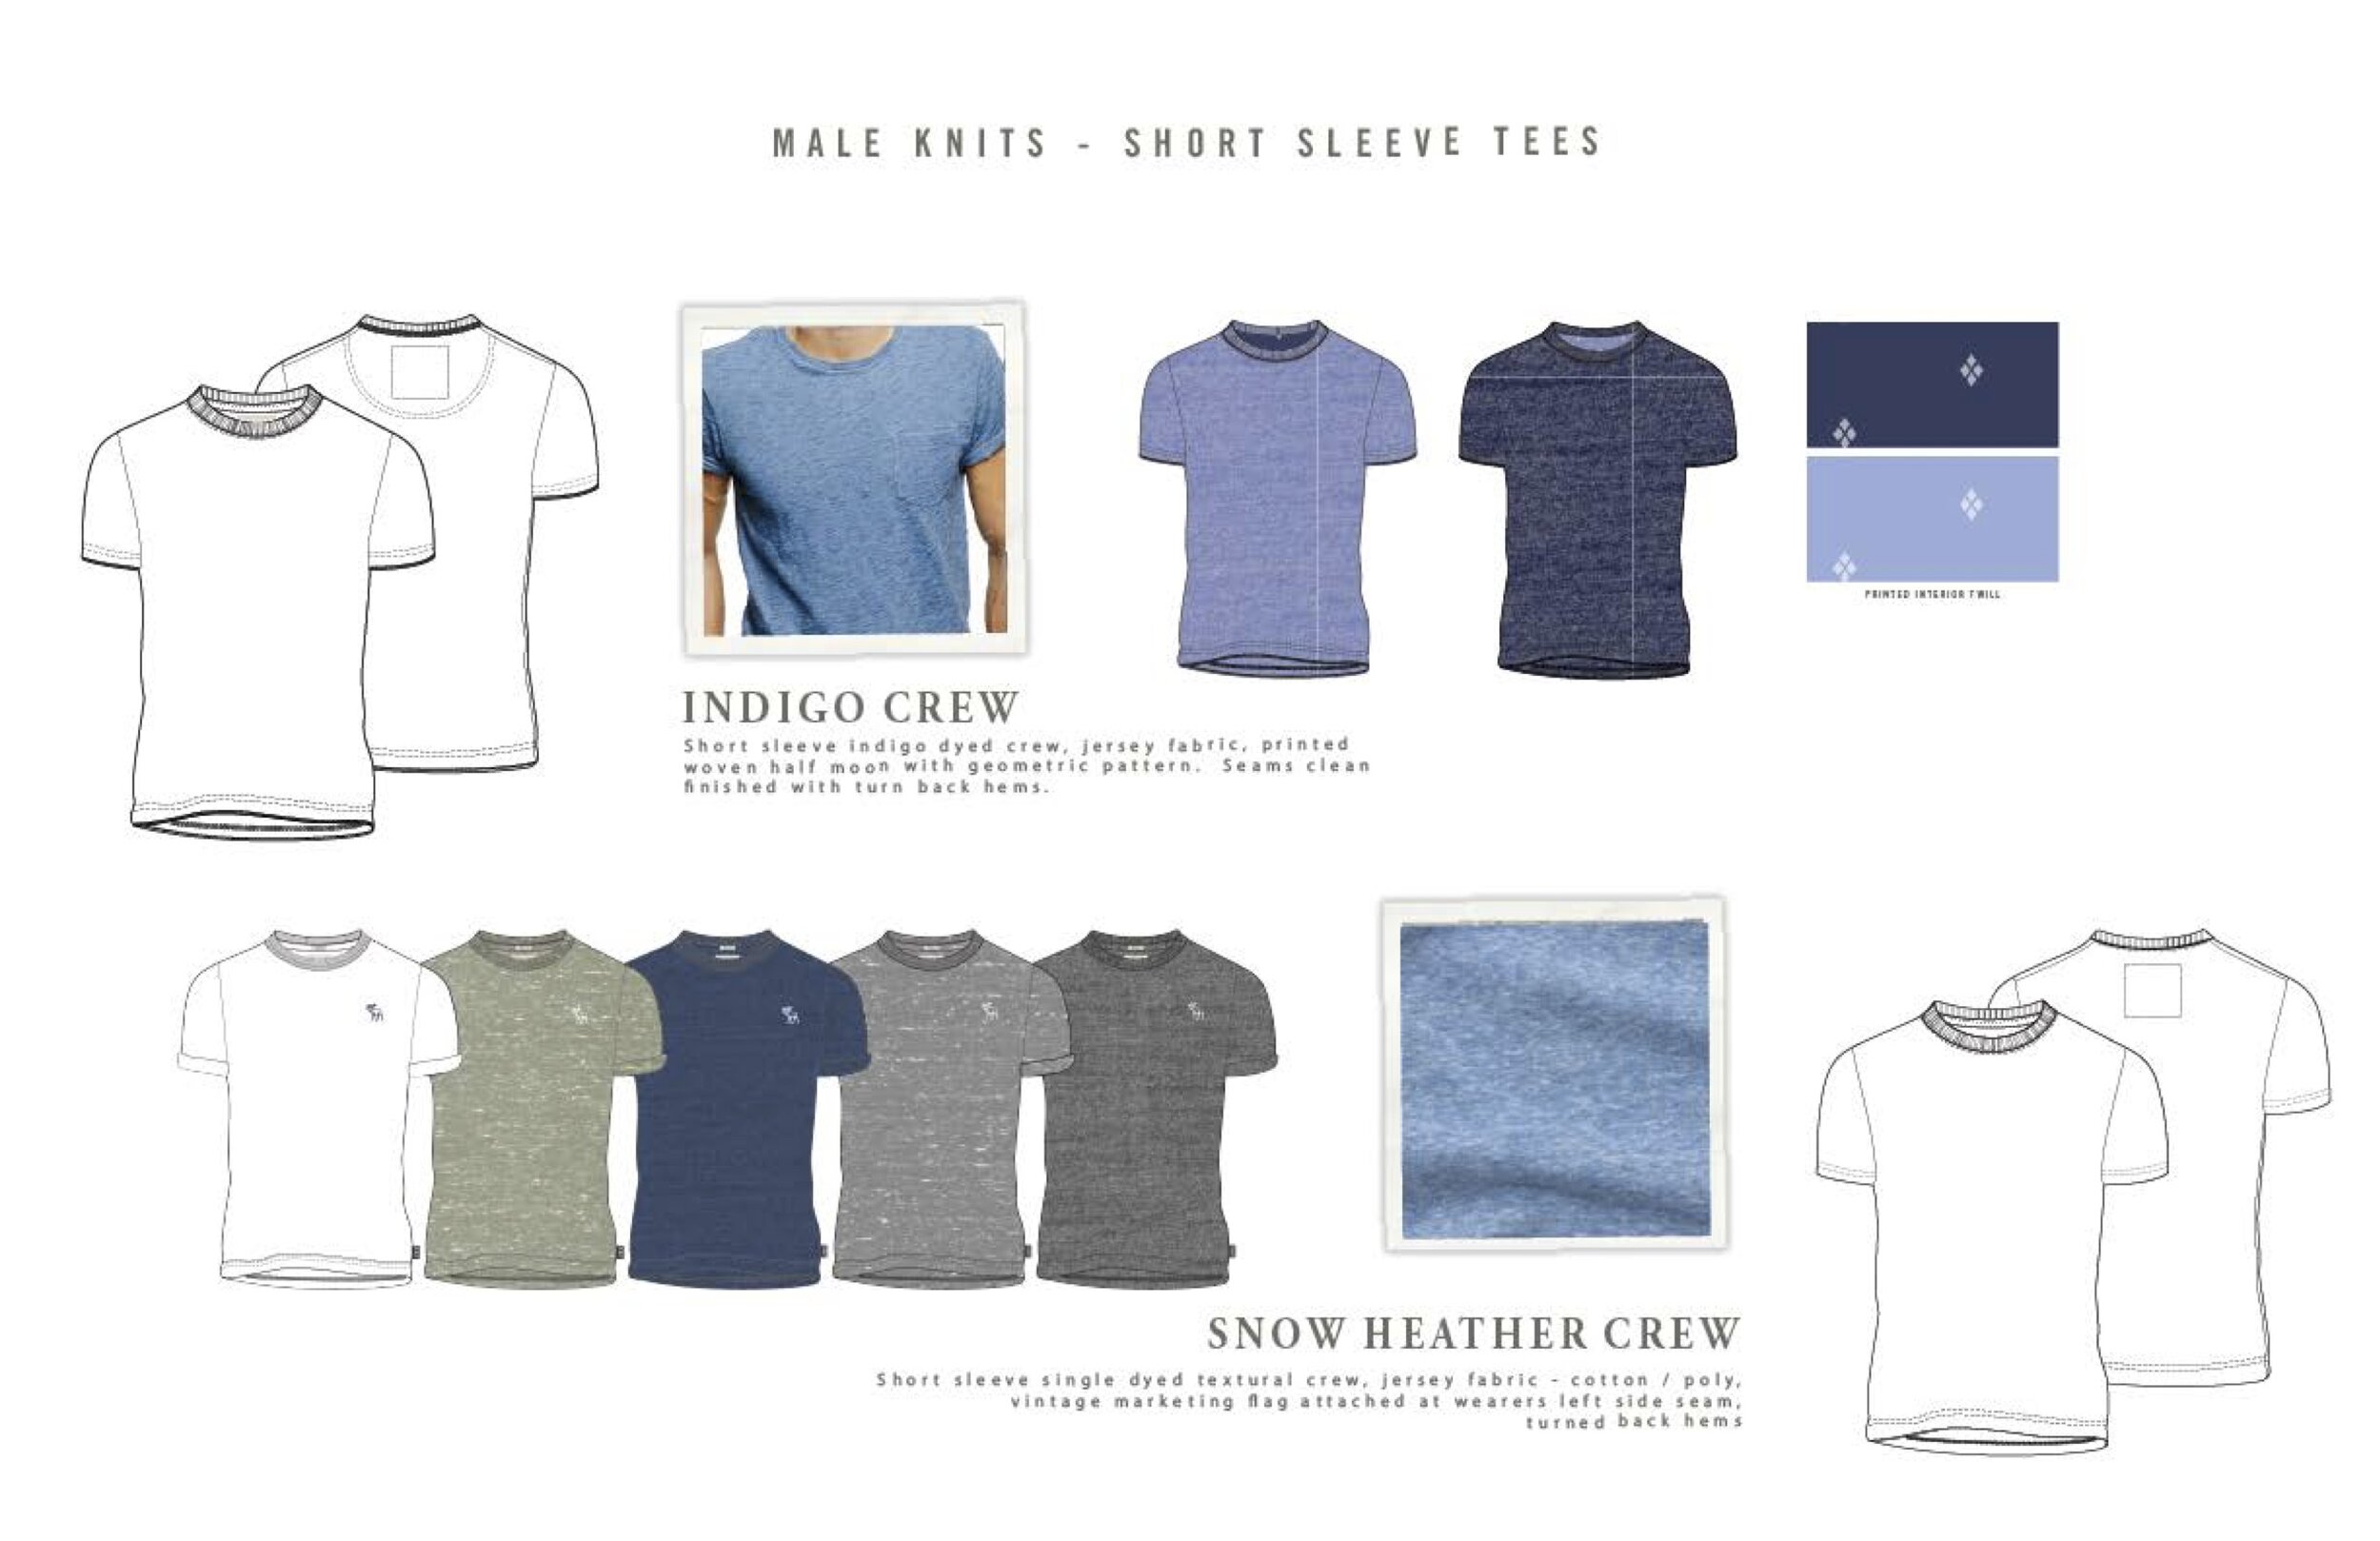 MALE KNITS - SHORT SLEEVE TEES
PRINTED INTERIOR TWILL
INDIGO CREW
Short sleeve indigo dyed crew, jersey fabric, printed
woven half moon with geometric pattern. Seams clean
finished with turn back hems.
SNOW HEATHER CREW
Short sleeve single dyed textural crew, jersey fabric - cotton / poly,
vintage marketing flag attached at wearers left side seam,
turned back hems